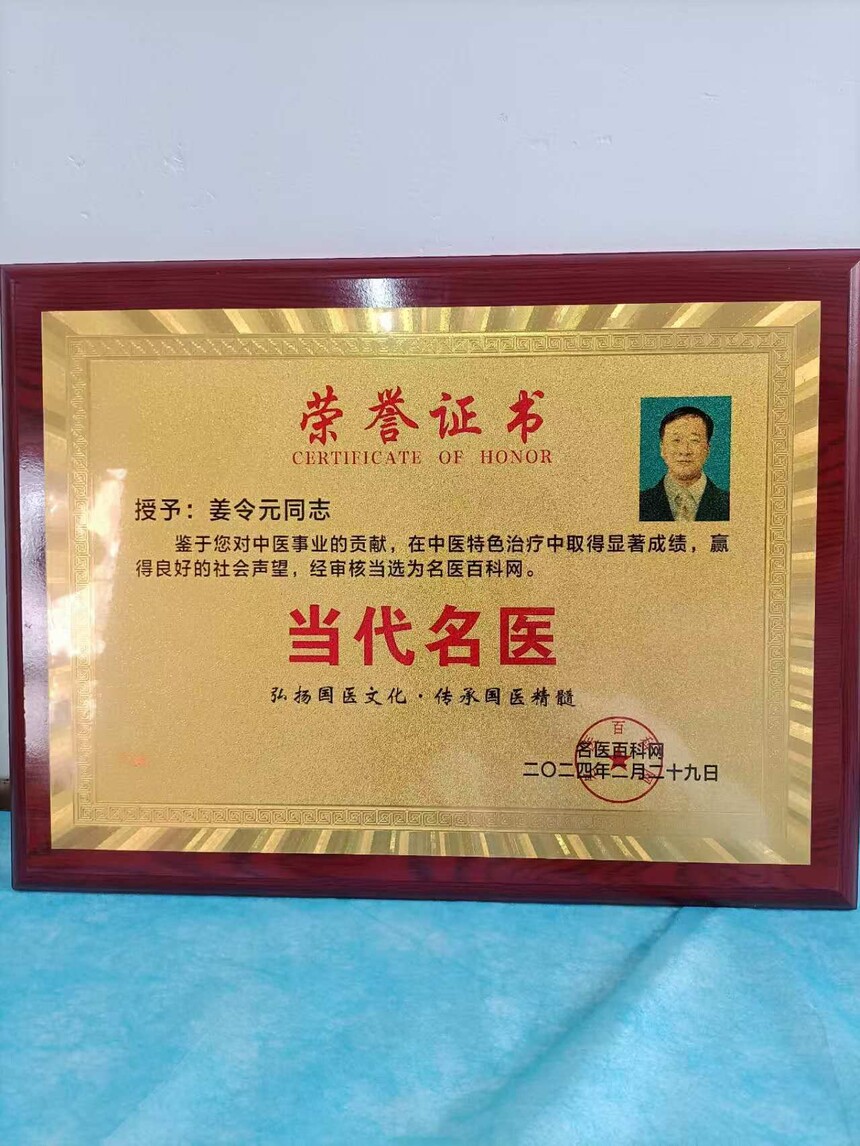 荣誉证书
CERTIFICATE OF HONOR
授予：姜令元同志
鉴于您对中医事业的贡献，在中医特色治疗中取得显著成绩，赢
得良好的社会声望，经审核当选为名医百科网。
当代名医
弘扬国医文化·传承国医精髓
百
名医百科网
二〇二四年二月二十九日